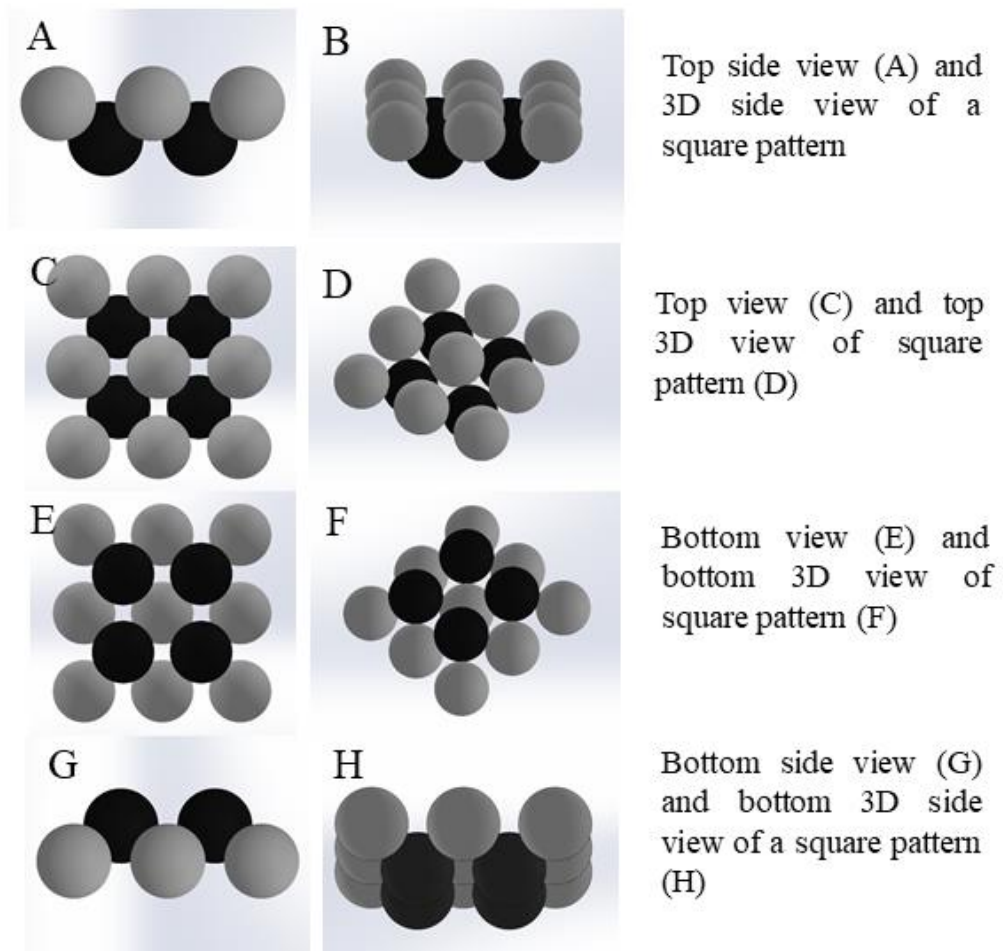 A
B
Top side view (A) and
3D side view of a
square pattern
C
D
Top view (C) and top
3D view of square
pattern (D)
E
F
Bottom view (E) and
bottom 3D view of
square pattern (F)
G
H
Bottom side view (G)
and bottom 3D side
view of a square pattern
(H)